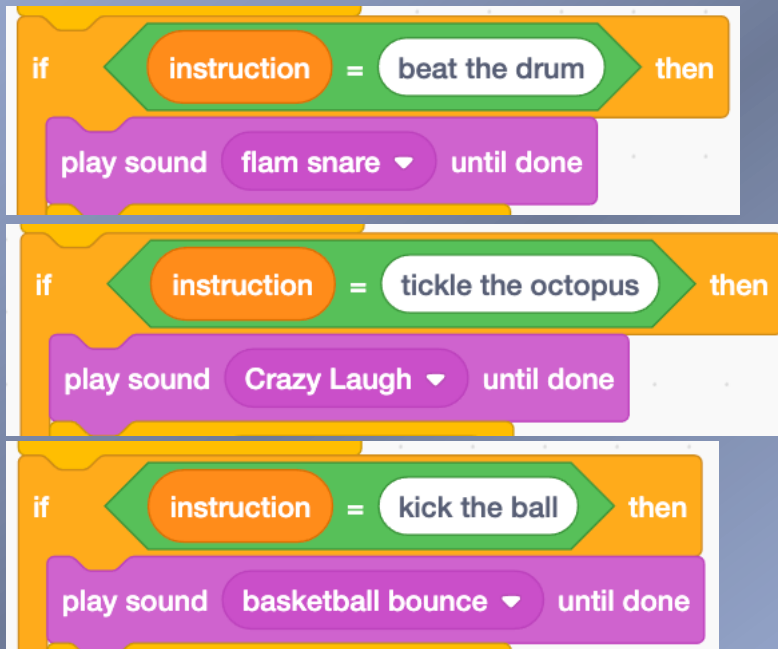 if instruction = beat the drum then
play sound flam snare until done
if instruction = tickle the octopus then
play sound Crazy Laugh until done
if instruction = kick the ball then
play sound basketball bounce until done